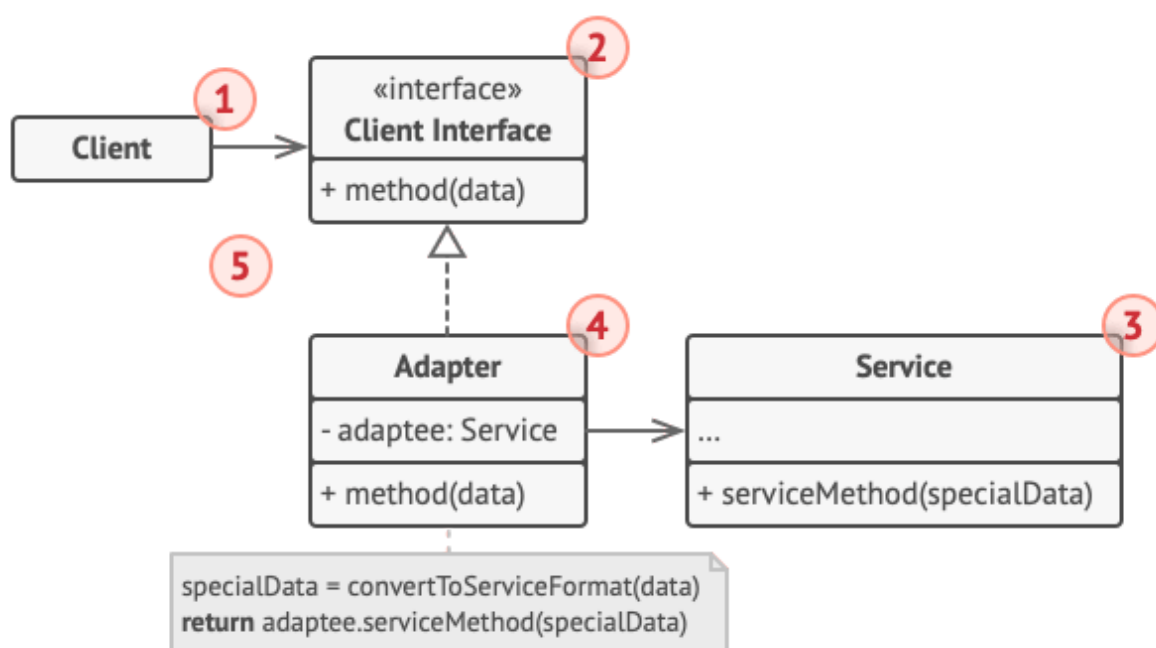 1
Client
2
«interface»
Client Interface
+ method(data)
5
4
Adapter
- adaptee: Service
+ method(data)
3
Service
...
+ serviceMethod(specialData)
specialData = convertToServiceFormat(data)
return adaptee.serviceMethod(specialData)